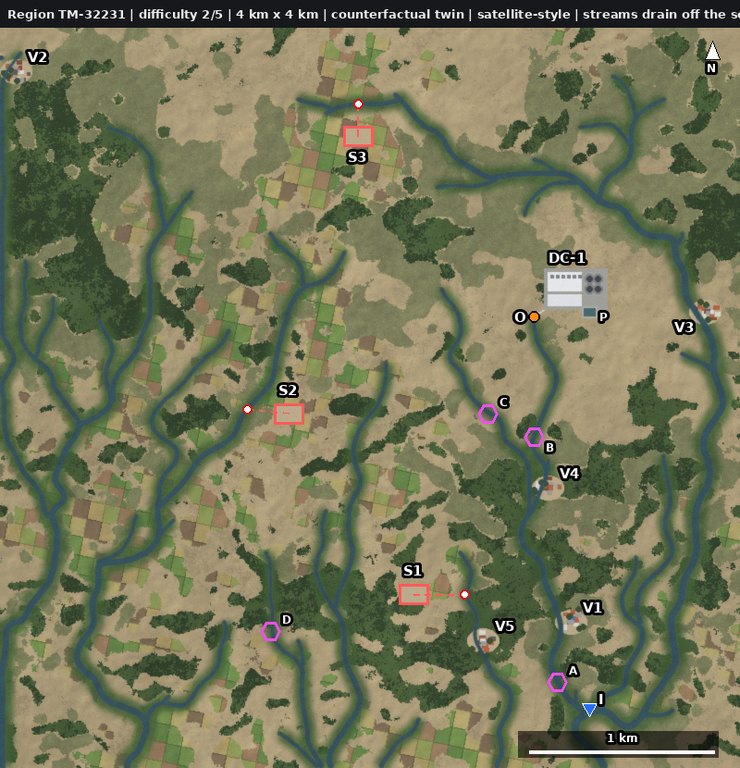 Region TM-32231 | difficulty 2/5 | 4 km x 4 km | counterfactual twin | satellite-style | streams drain off the
V2
N
S3
DC-1
O
P
V3
S2
C
B
V4
S1
V1
D
V5
A
I
1 km